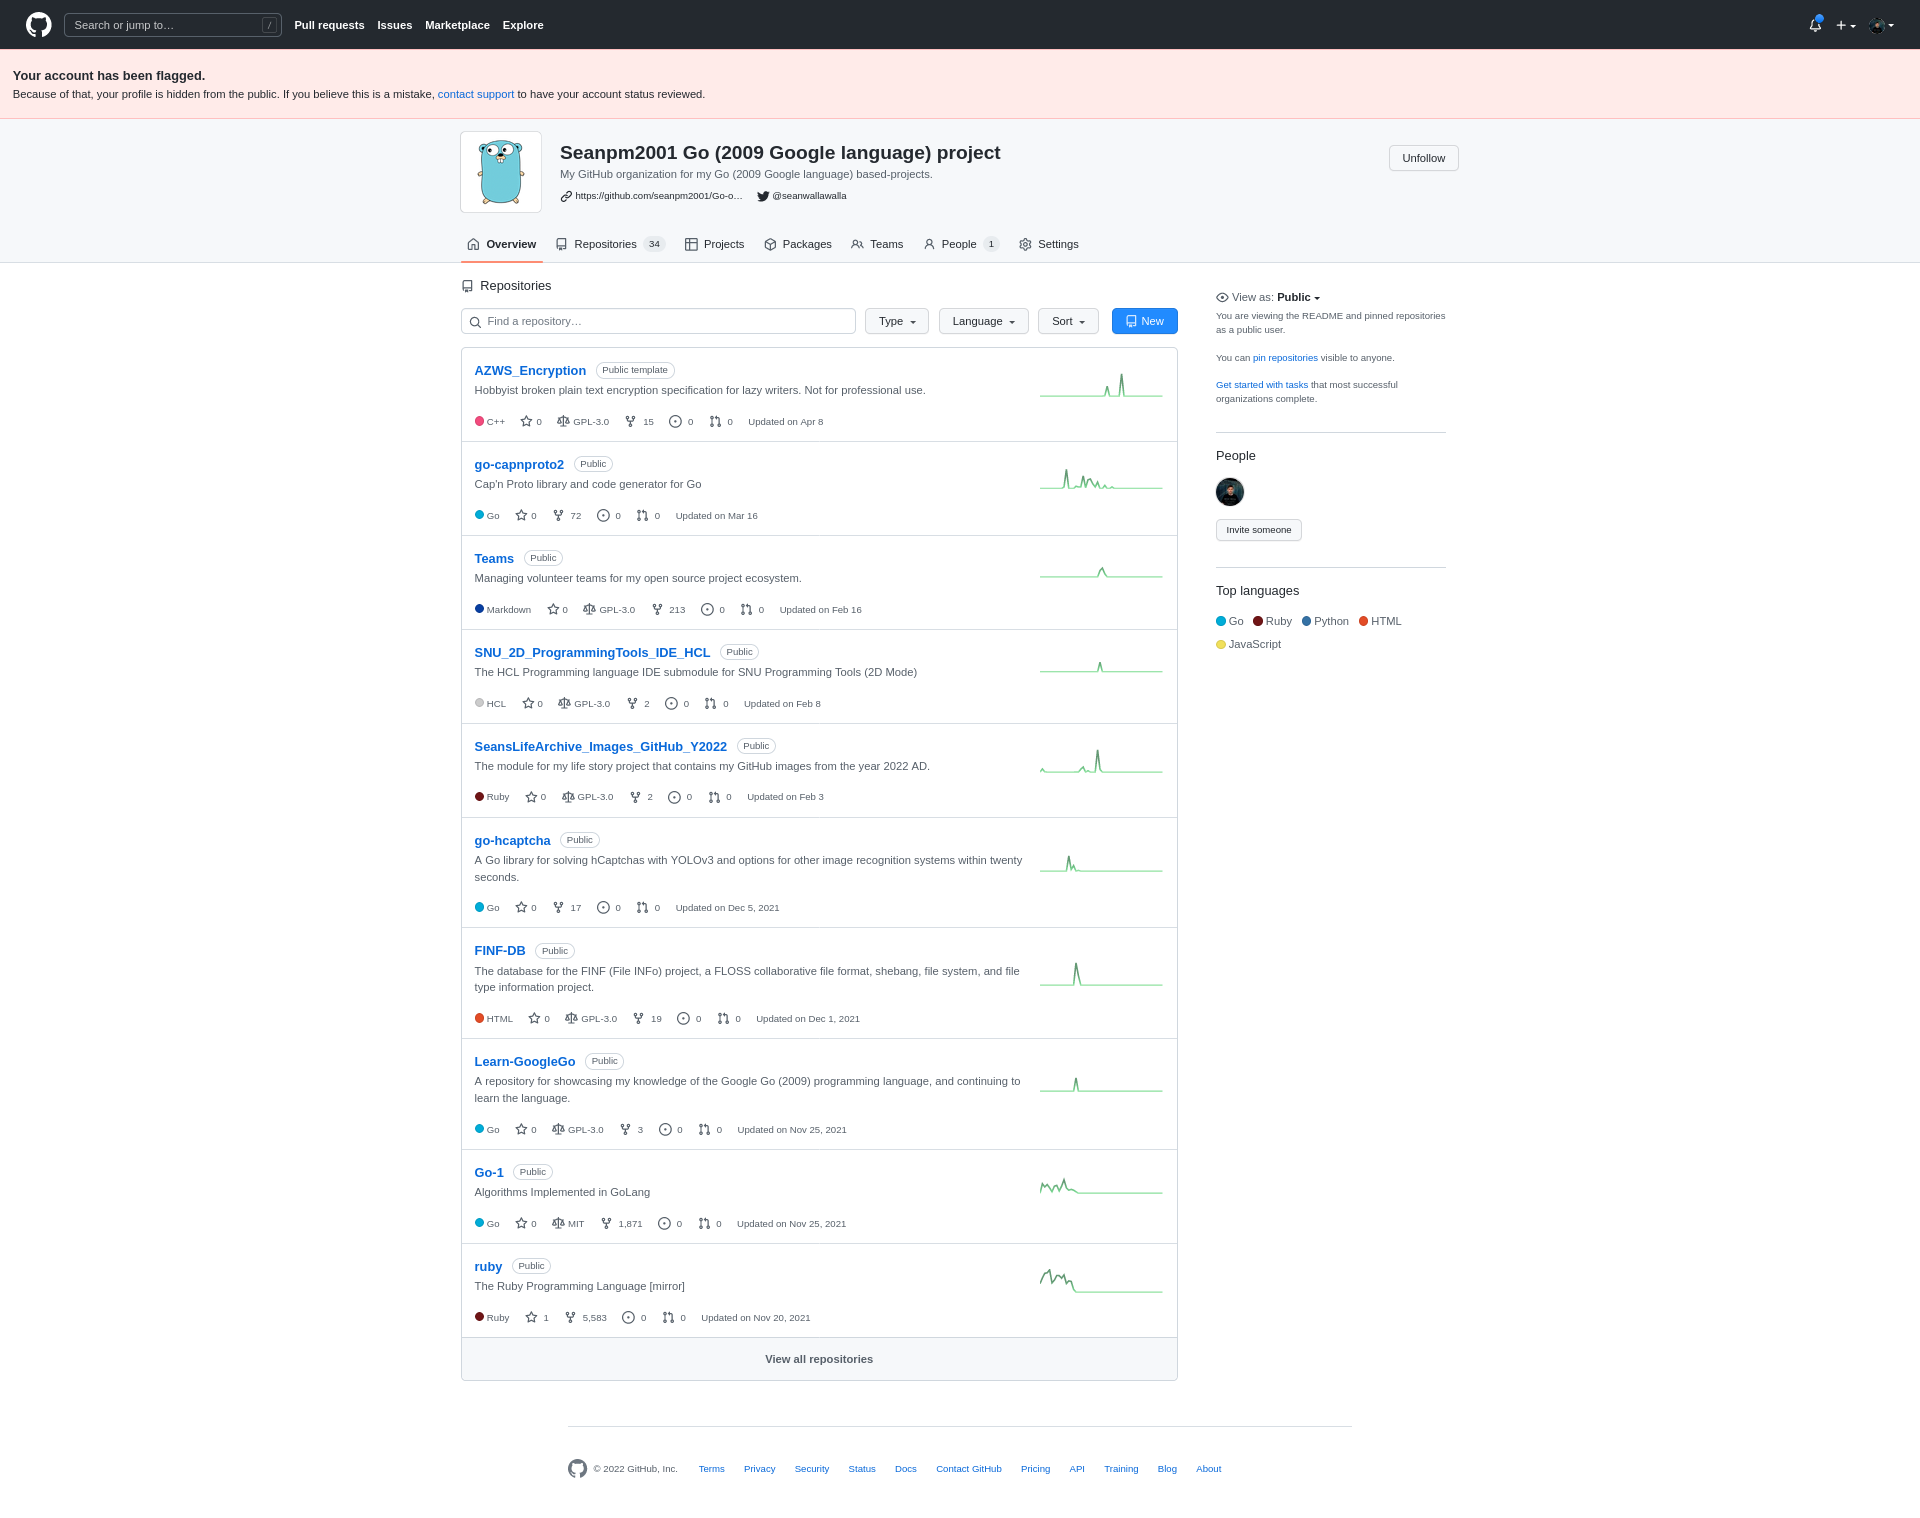 Search or jump to… /
Pull requests Issues Marketplace Explore
Your account has been flagged.
Because of that, your profile is hidden from the public. If you believe this is a mistake, contact support to have your account status reviewed.
Seanpm2001 Go (2009 Google language) project
My GitHub organization for my Go (2009 Google language) based-projects.
https://github.com/seanpm2001/Go-o… @seanwallawalla
Unfollow
Overview Repositories 34 Projects Packages Teams People 1 Settings
Repositories
Find a repository… Type Language Sort New
AZWS_Encryption Public template
Hobbyist broken plain text encryption specification for lazy writers. Not for professional use.
C++ 0 GPL-3.0 15 0 0 Updated on Apr 8
go-capnproto2 Public
Cap'n Proto library and code generator for Go
Go 0 72 0 0 Updated on Mar 16
Teams Public
Managing volunteer teams for my open source project ecosystem.
Markdown 0 GPL-3.0 213 0 0 Updated on Feb 16
SNU_2D_ProgrammingTools_IDE_HCL Public
The HCL Programming language IDE submodule for SNU Programming Tools (2D Mode)
HCL 0 GPL-3.0 2 0 0 Updated on Feb 8
SeansLifeArchive_Images_GitHub_Y2022 Public
The module for my life story project that contains my GitHub images from the year 2022 AD.
Ruby 0 GPL-3.0 2 0 0 Updated on Feb 3
go-hcaptcha Public
A Go library for solving hCaptchas with YOLOv3 and options for other image recognition systems within twenty
seconds.
Go 0 17 0 0 Updated on Dec 5, 2021
FINF-DB Public
The database for the FINF (File INFo) project, a FLOSS collaborative file format, shebang, file system, and file
type information project.
HTML 0 GPL-3.0 19 0 0 Updated on Dec 1, 2021
Learn-GoogleGo Public
A repository for showcasing my knowledge of the Google Go (2009) programming language, and continuing to
learn the language.
Go 0 GPL-3.0 3 0 0 Updated on Nov 25, 2021
Go-1 Public
Algorithms Implemented in GoLang
Go 0 MIT 1,871 0 0 Updated on Nov 25, 2021
ruby Public
The Ruby Programming Language [mirror]
Ruby 1 5,583 0 0 Updated on Nov 20, 2021
View all repositories
View as: Public
You are viewing the README and pinned repositories
as a public user.
You can pin repositories visible to anyone.
Get started with tasks that most successful
organizations complete.
People
Invite someone
Top languages
Go Ruby Python HTML
JavaScript
© 2022 GitHub, Inc. Terms Privacy Security Status Docs Contact GitHub Pricing API Training Blog About